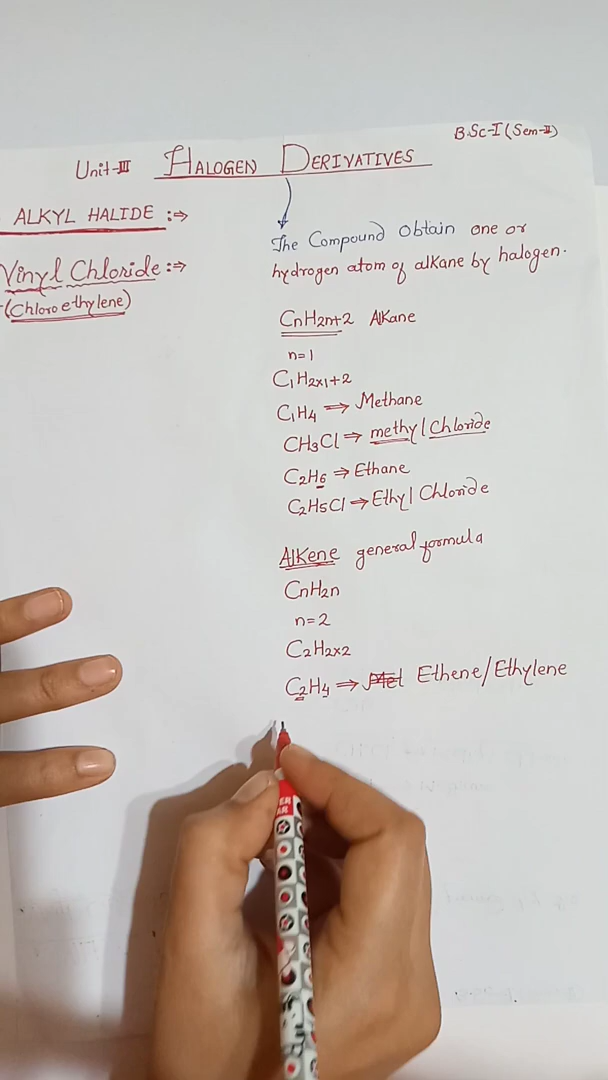 B.Sc-I (Sem-II)
Unit-III HALOGEN DERIVATIVES
ALKYL HALIDE :⇒
Vinyl Chloride :⇒
(Chloro ethylene)
The Compound Obtain one or
hydrogen atom of alkane by halogen.
CnH2n+2 Alkane
n=1
C1H2x1+2
C1H4 ⇒ Methane
CH3Cl ⇒ methyl Chloride
C2H6 ⇒ Ethane
C2H5Cl → Ethyl Chloride
Alkene general formula
CnH2n
n=2
C2H2x2
C2H4 ⇒ Ethene/Ethylene